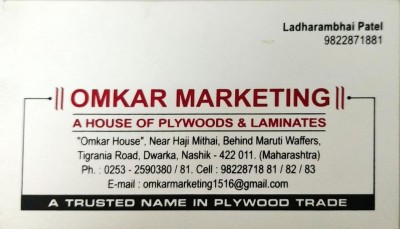 Ladharambhai Patel
9822871881
|| OMKAR MARKETING ||
A HOUSE OF PLYWOODS & LAMINATES
"Omkar House", Near Haji Mithai, Behind Maruti Waffers,
Tigrania Road, Dwarka, Nashik - 422 011. (Maharashtra)
Ph. : 0253 - 2590380 / 81. Cell : 98228718 81 / 82 / 83
E-mail : omkarmarketing1516@gmail.com
A TRUSTED NAME IN PLYWOOD TRADE